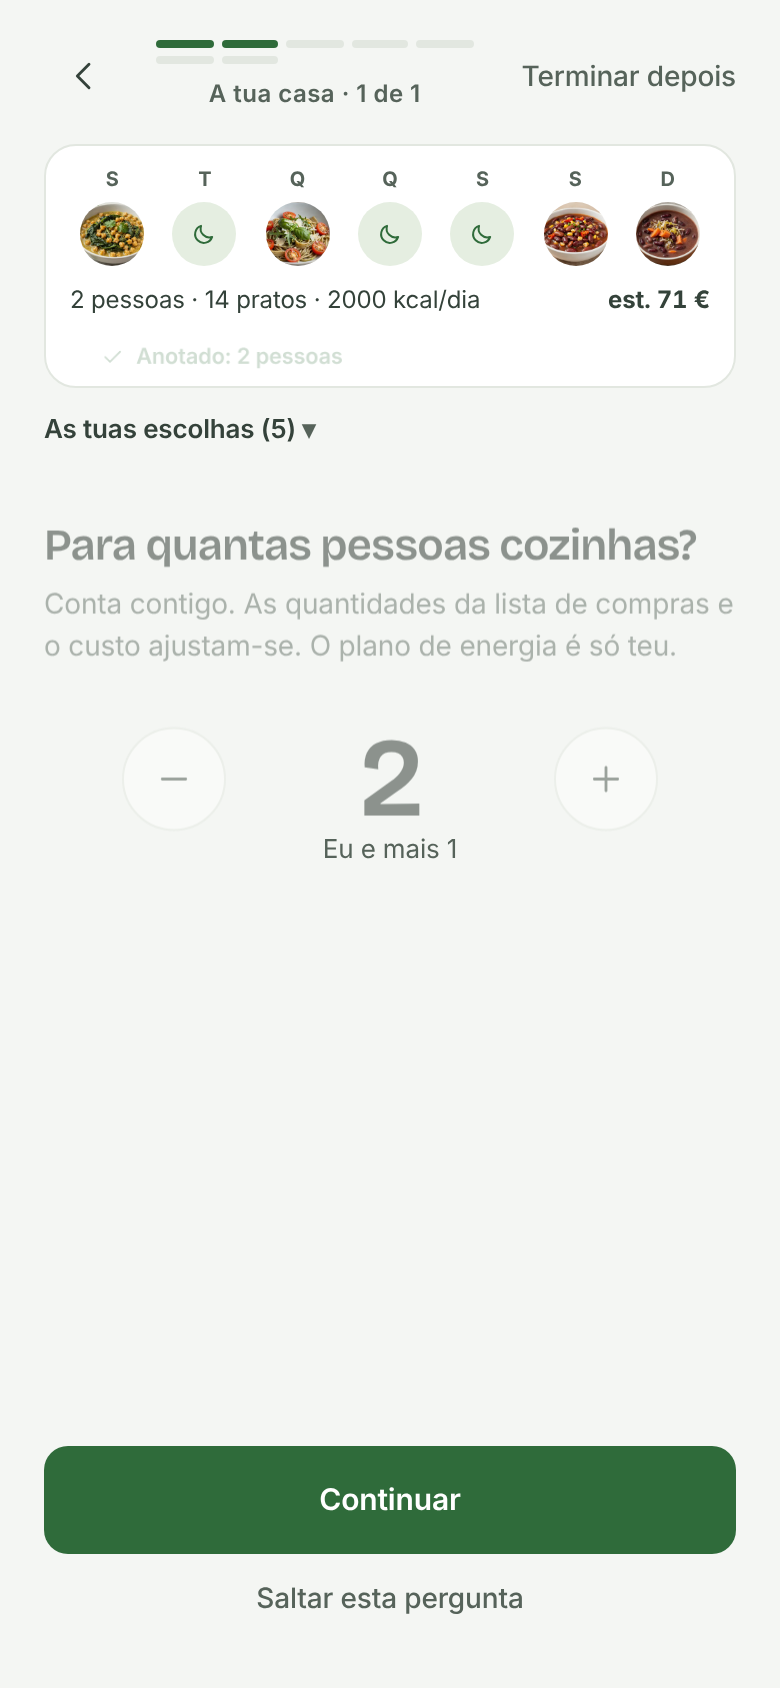 A tua casa · 1 de 1
Terminar depois
S T Q Q S S D
2 pessoas · 14 pratos · 2000 kcal/dia est. 71 €
Anotado: 2 pessoas
As tuas escolhas (5) ▾
Para quantas pessoas cozinhas?
Conta contigo. As quantidades da lista de compras e
o custo ajustam-se. O plano de energia é só teu.
2
Eu e mais 1
Continuar
Saltar esta pergunta